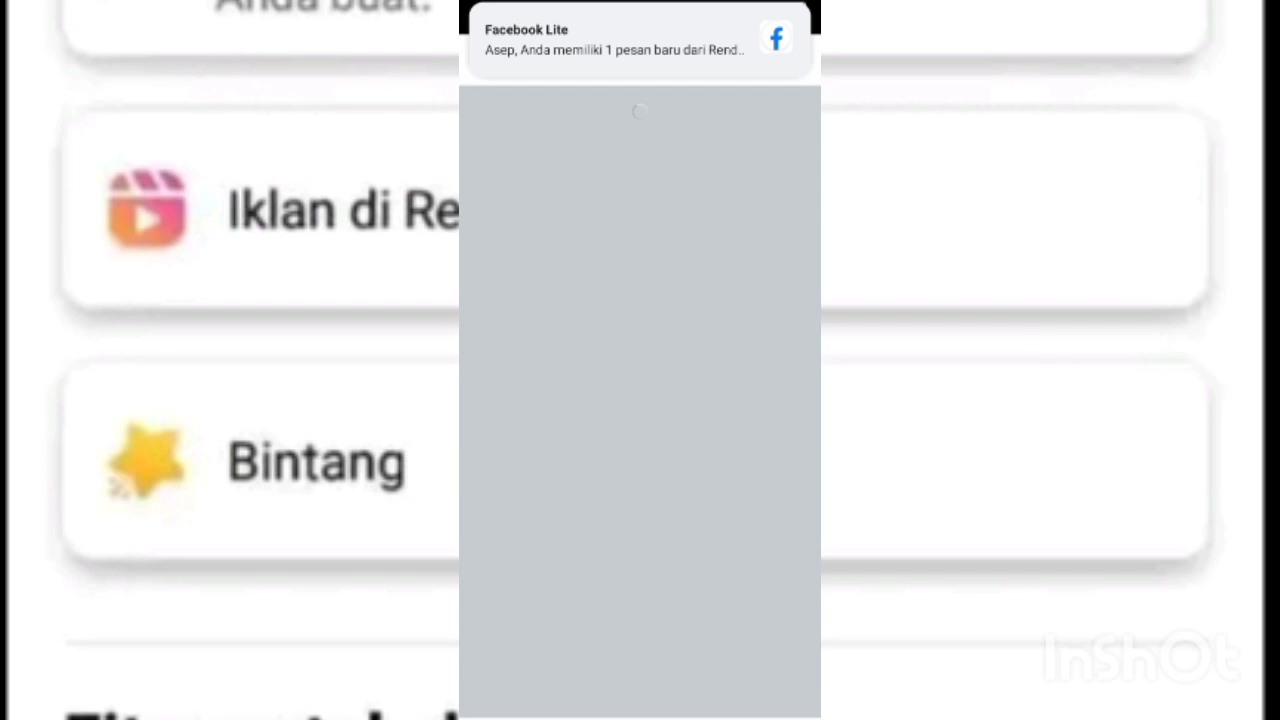 Anda buat.
Facebook Lite
Asep, Anda memiliki 1 pesan baru dari Rend..
Iklan di Re
Bintang
InShOt